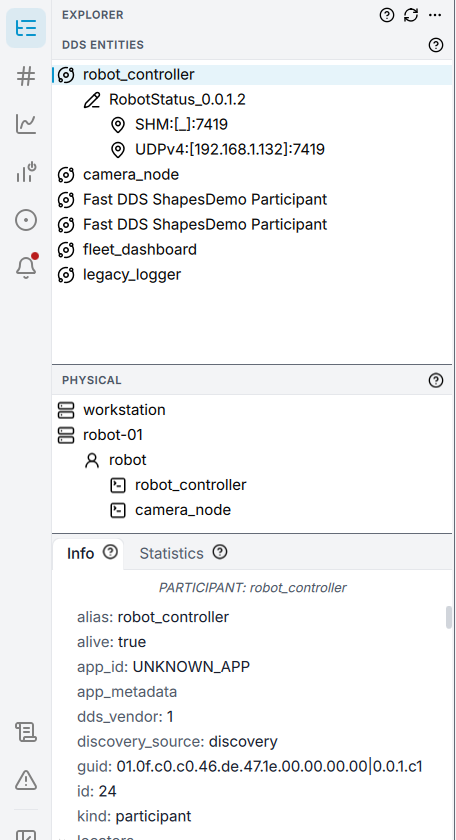 EXPLORER
DDS ENTITIES
robot_controller
RobotStatus_0.0.1.2
SHM:[_]:7419
UDPv4:[192.168.1.132]:7419
camera_node
Fast DDS ShapesDemo Participant
Fast DDS ShapesDemo Participant
fleet_dashboard
legacy_logger
PHYSICAL
workstation
robot-01
robot
robot_controller
camera_node
Info Statistics
PARTICIPANT: robot_controller
alias: robot_controller
alive: true
app_id: UNKNOWN_APP
app_metadata
dds_vendor: 1
discovery_source: discovery
guid: 01.0f.c0.c0.46.de.47.1e.00.00.00.00|0.0.1.c1
id: 24
kind: participant